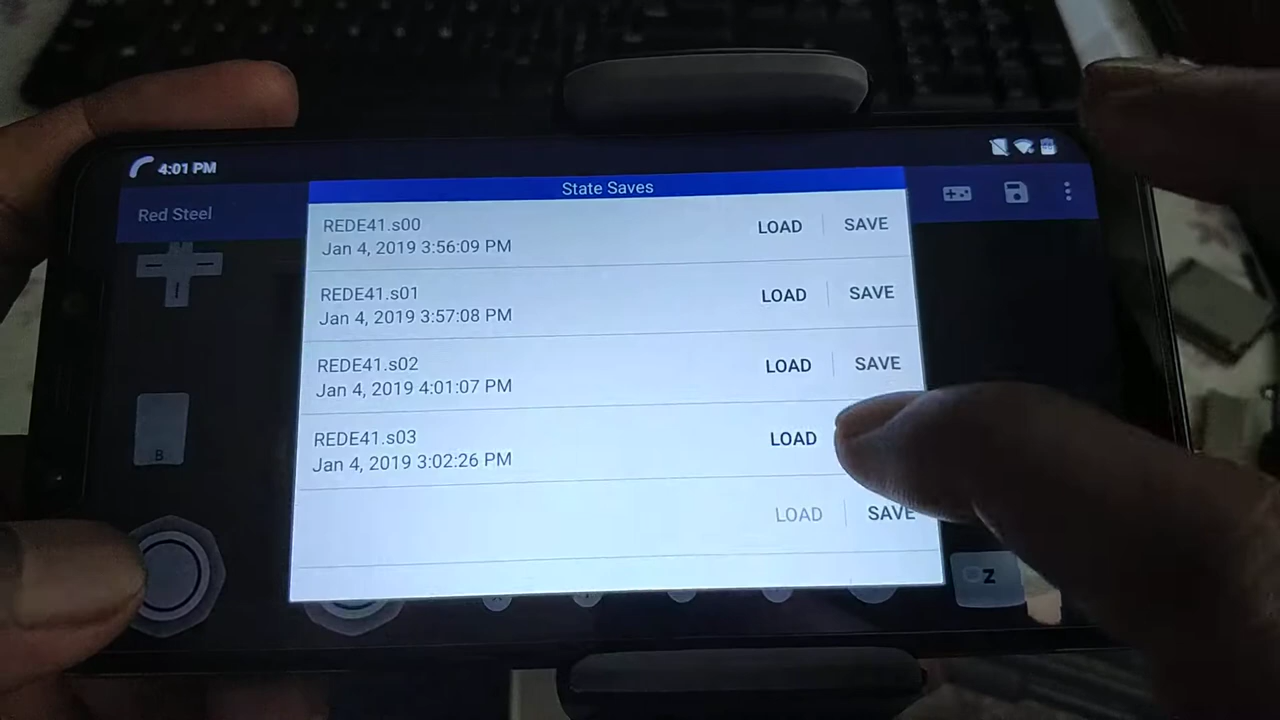 4:01 PM
Red Steel
State Saves
REDE41.s00
Jan 4, 2019 3:56:09 PM
LOAD
SAVE
REDE41.s01
Jan 4, 2019 3:57:08 PM
LOAD
SAVE
REDE41.s02
Jan 4, 2019 4:01:07 PM
LOAD
SAVE
REDE41.s03
Jan 4, 2019 3:02:26 PM
LOAD
LOAD
SAVE
B
Z